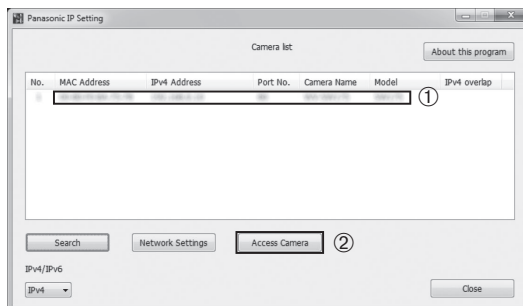 Panasonic IP Setting
Camera list
About this program
No. MAC Address IPv4 Address Port No. Camera Name Model IPv4 overlap
①
Search Network Settings Access Camera ②
IPv4/IPv6
IPv4 Close